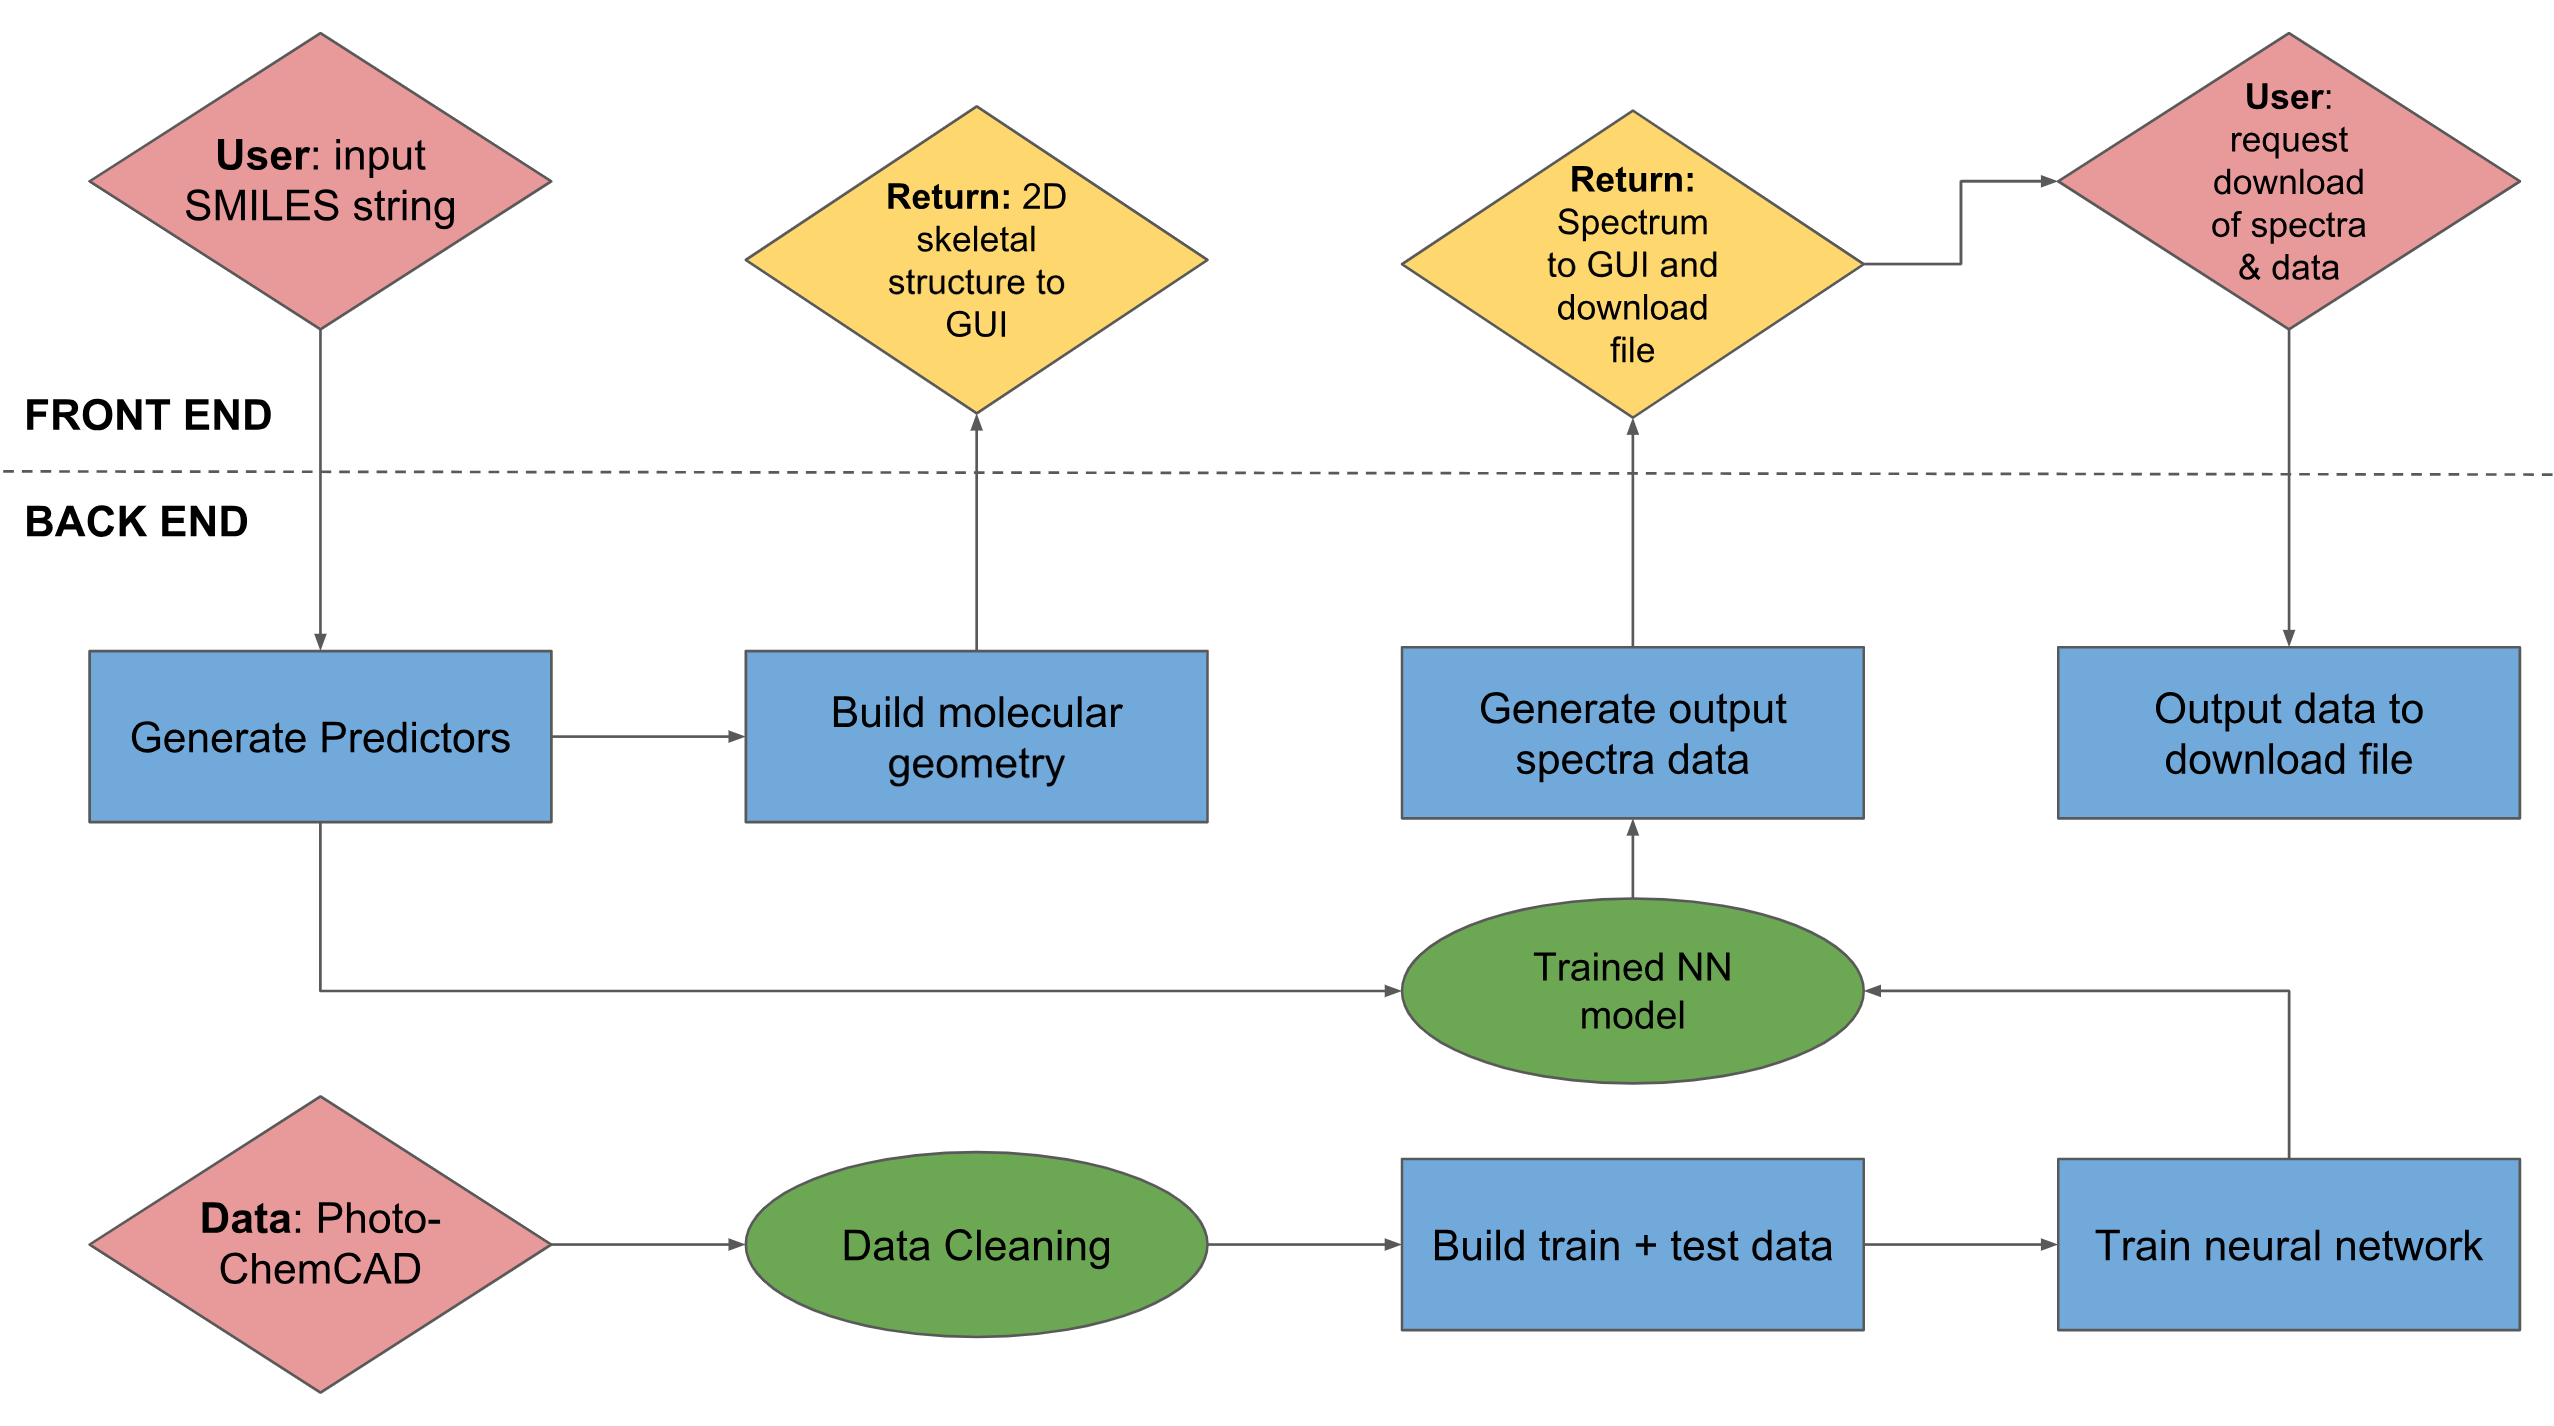 User: input
SMILES string
Return: 2D
skeletal
structure to
GUI
Return:
Spectrum
to GUI and
download
file
User:
request
download
of spectra
& data
FRONT END
BACK END
Generate Predictors
Build molecular
geometry
Generate output
spectra data
Output data to
download file
Trained NN
model
Data: Photo-
ChemCAD
Data Cleaning
Build train + test data
Train neural network